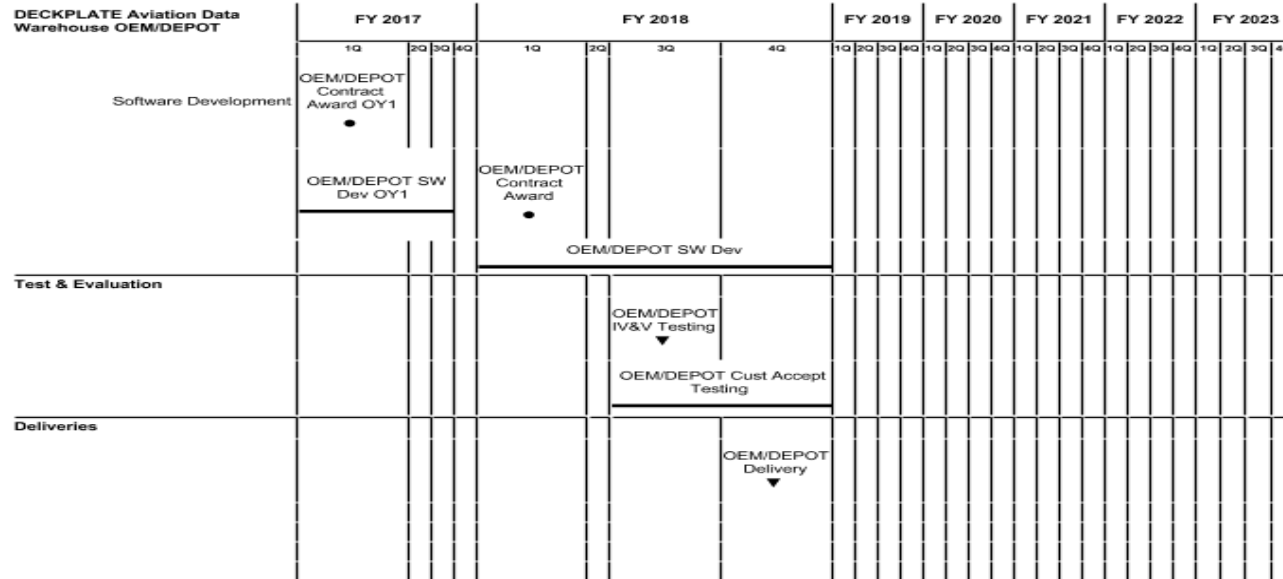 DECKPLATE Aviation Data
Warehouse OEM/DEPOT
FY 2017 FY 2018 FY 2019 FY 2020 FY 2021 FY 2022 FY 2023
1Q 2Q 3Q 4Q 1Q 2Q 3Q 4Q 1Q 2Q 3Q 4Q 1Q 2Q 3Q 4Q 1Q 2Q 3Q 4Q 1Q 2Q 3Q 4Q 1Q 2Q 3Q 4
Software Development
OEM/DEPOT
Contract
Award OY1
OEM/DEPOT SW
Dev OY1
OEM/DEPOT
Contract
Award
OEM/DEPOT SW Dev
Test & Evaluation
OEM/DEPOT
IV&V Testing
OEM/DEPOT Cust Accept
Testing
Deliveries
OEM/DEPOT
Delivery